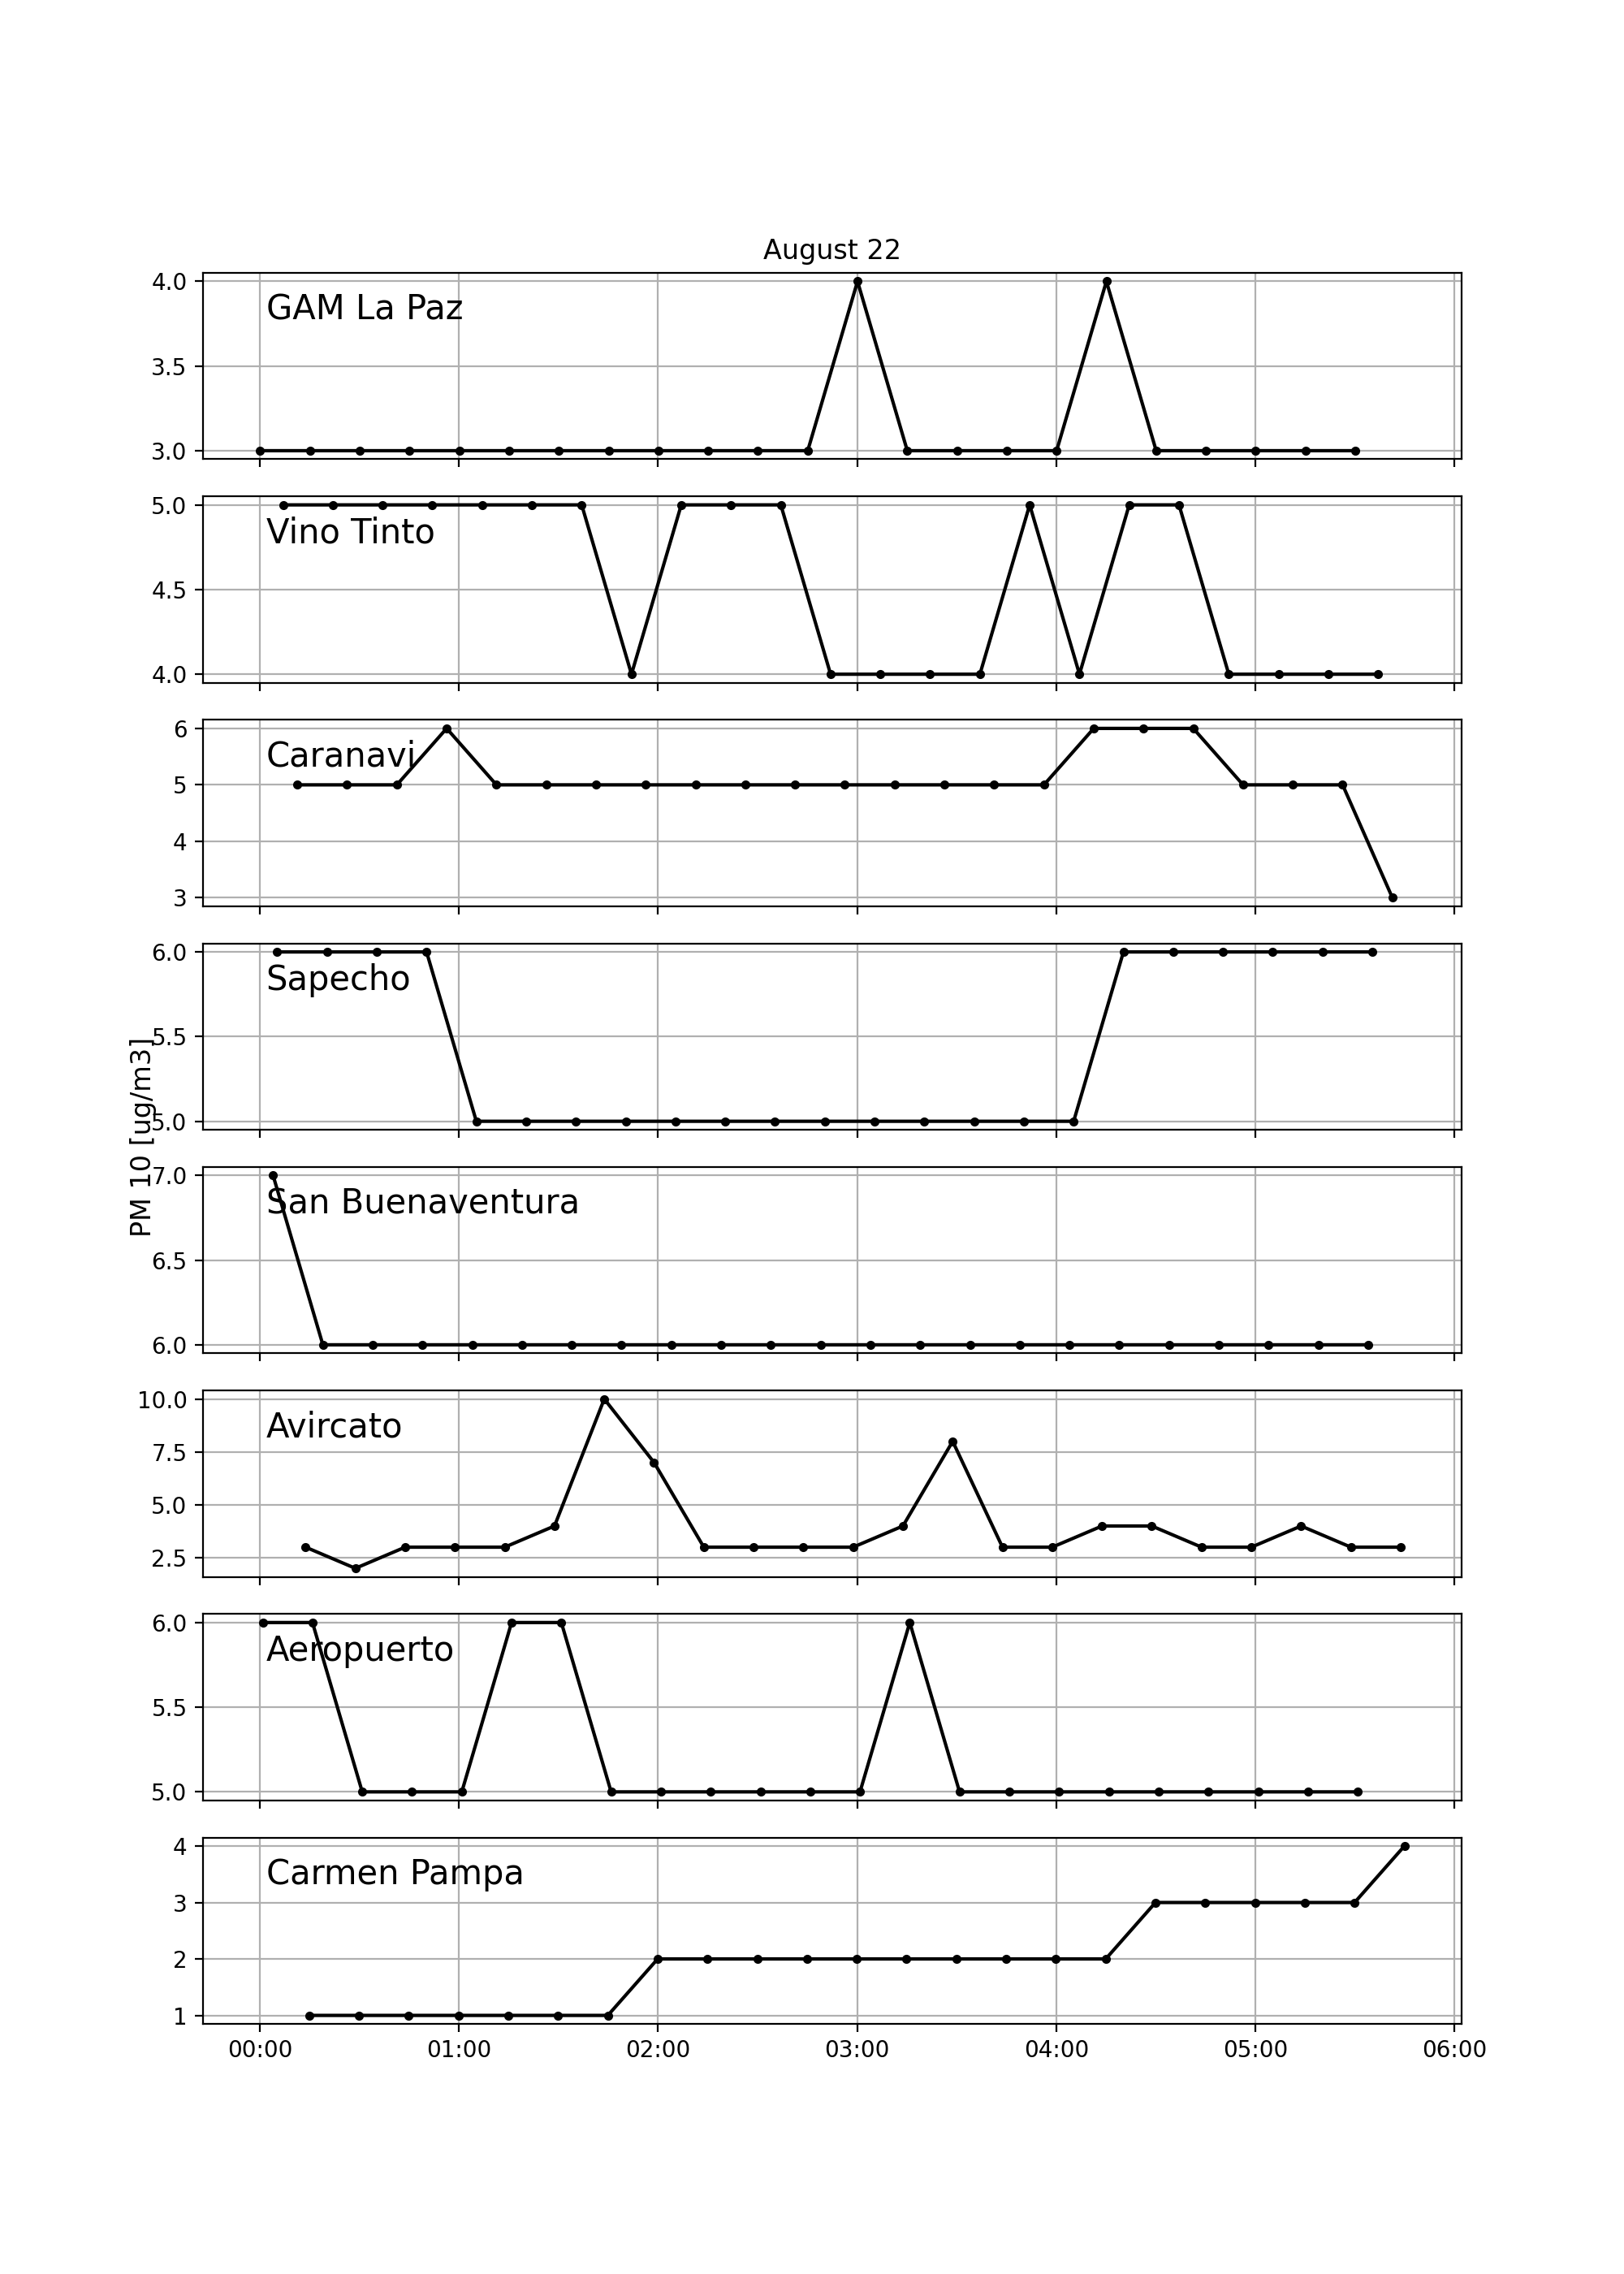 August 22
4.0
GAM La Paz
3.5
3.0
5.0
Vino Tinto
4.5
4.0
6
Caranavi
5
4
3
6.0
Sapecho
5.5
5.0
PM 10 [ug/m3]
7.0
San Buenaventura
6.5
6.0
10.0
Avircato
7.5
5.0
2.5
6.0
Aeropuerto
5.5
5.0
4
Carmen Pampa
3
2
1
00:00 01:00 02:00 03:00 04:00 05:00 06:00